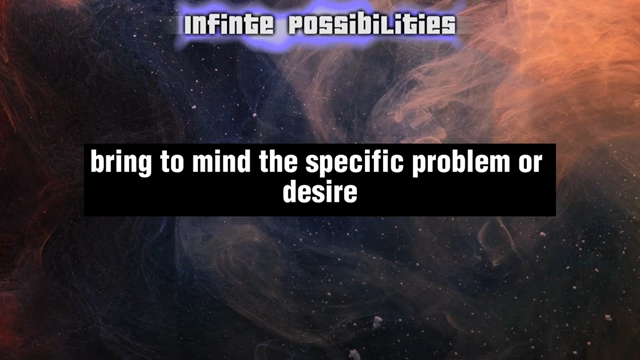 Infinte Possibilities
bring to mind the specific problem or
desire